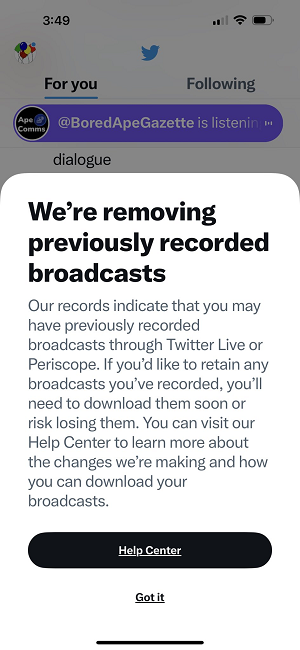 3:49
For you
Following
Ape
Comms
@BoredApeGazette is listenin
dialogue
We’re removing
previously recorded
broadcasts
Our records indicate that you may
have previously recorded
broadcasts through Twitter Live or
Periscope. If you’d like to retain any
broadcasts you’ve recorded, you’ll
need to download them soon or
risk losing them. You can visit our
Help Center to learn more about
the changes we’re making and how
you can download your
broadcasts.
Help Center
Got it